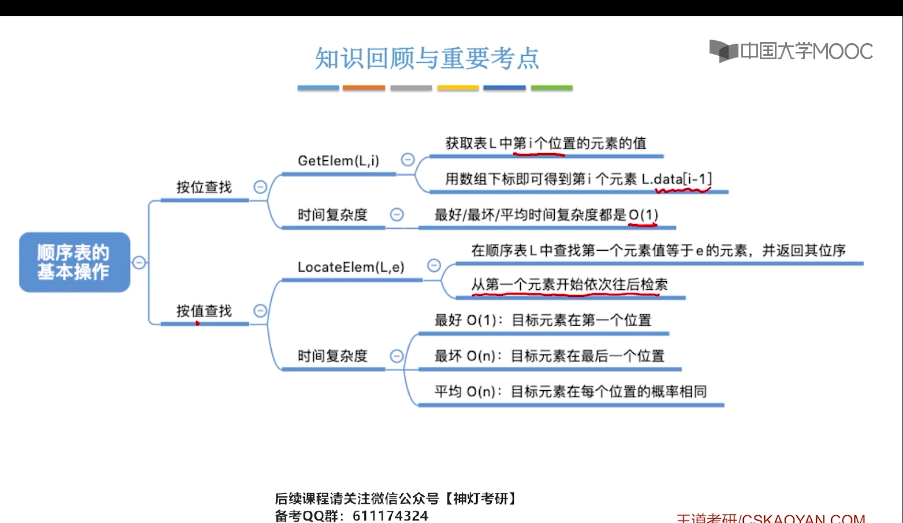 知识回顾与重要考点
中国大学MOOC
顺序表的
基本操作
按位查找
GetElem(L,i)
获取表L中第i个位置的元素的值
用数组下标即可得到第i个元素 L.data[i-1]
时间复杂度
最好/最坏/平均时间复杂度都是 O(1)
按值查找
LocateElem(L,e)
在顺序表L中查找第一个元素值等于e的元素，并返回其位序
从第一个元素开始依次往后检索
时间复杂度
最好 O(1)：目标元素在第一个位置
最坏 O(n)：目标元素在最后一个位置
平均 O(n)：目标元素在每个位置的概率相同
后续课程请关注微信公众号【神灯考研】
备考QQ群：611174324
王道考研/CSKAOYAN.COM